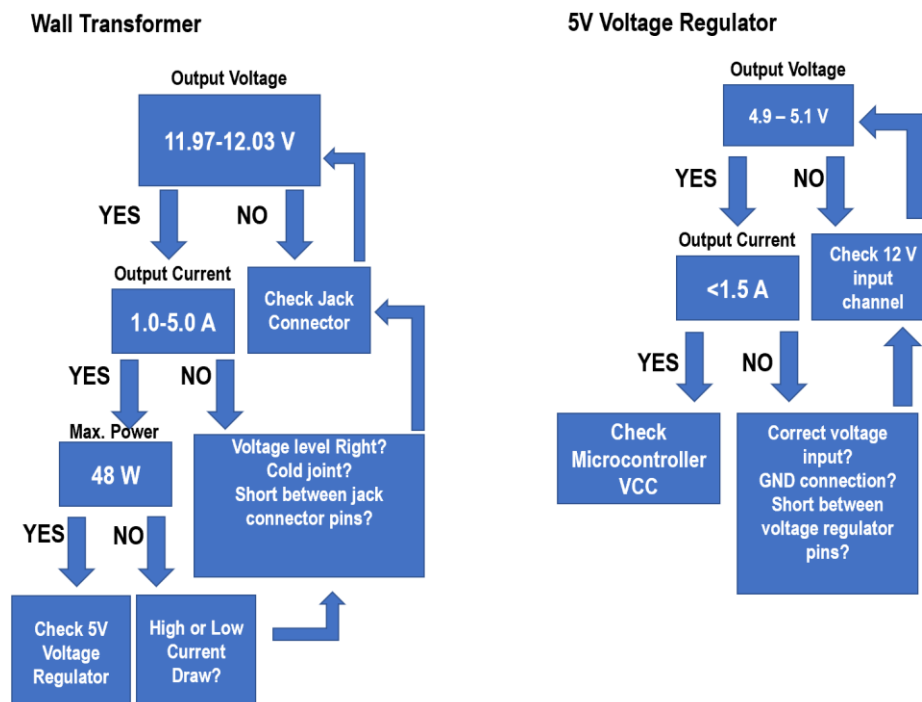 Wall Transformer
Output Voltage
11.97-12.03 V
YES
NO
Output Current
1.0-5.0 A
Check Jack
Connector
YES
NO
Max. Power
48 W
Voltage level Right?
Cold joint?
Short between jack
connector pins?
YES
NO
Check 5V
Voltage
Regulator
High or Low
Current
Draw?
5V Voltage Regulator
Output Voltage
4.9 – 5.1 V
YES
NO
Output Current
<1.5 A
Check 12 V
input
channel
YES
NO
Check
Microcontroller
VCC
Correct voltage
input?
GND connection?
Short between
voltage regulator
pins?